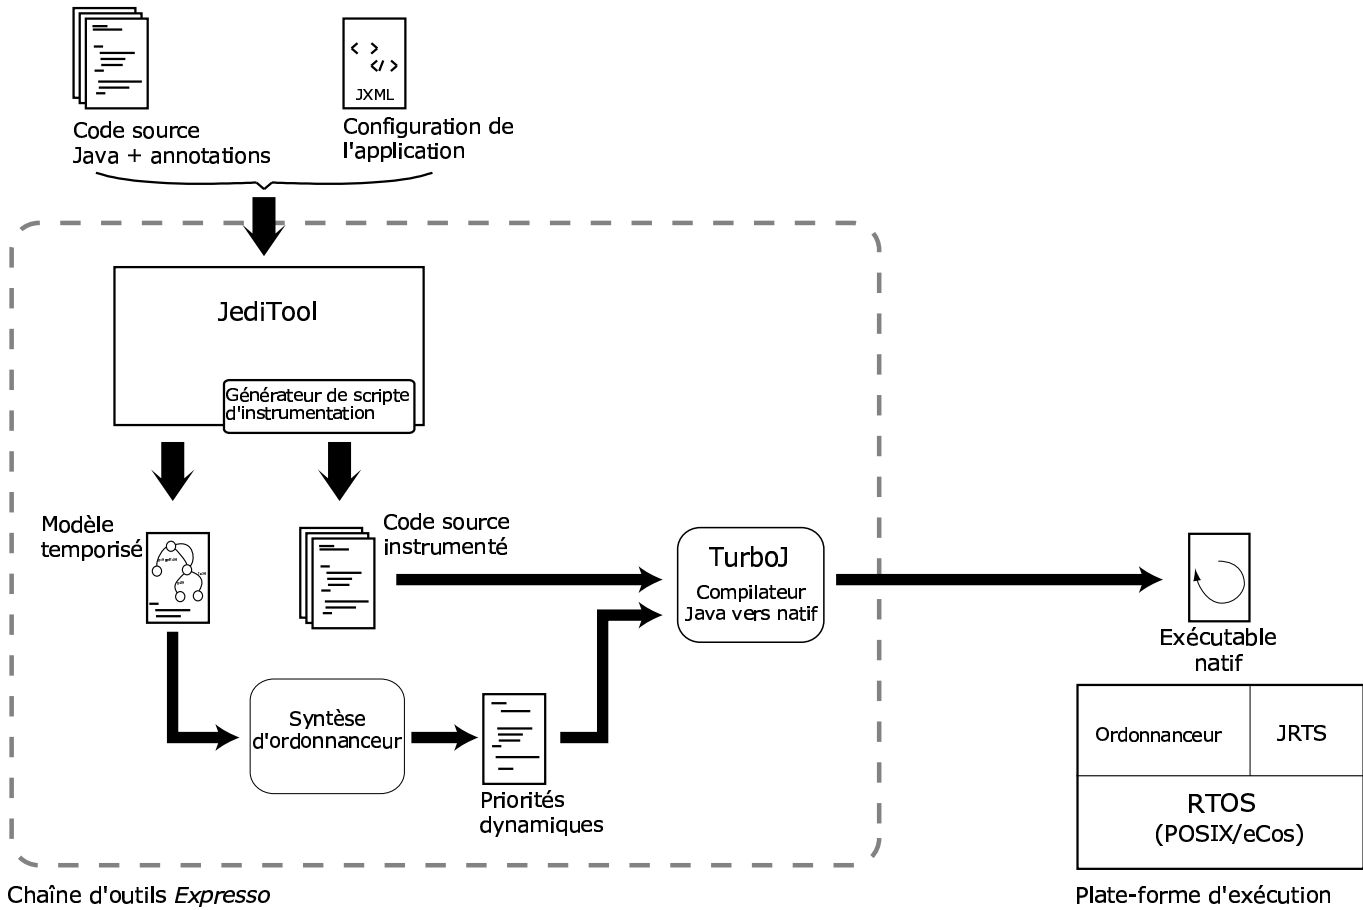 < >
</>
JXML
Code source
Java + annotations
Configuration de
l'application
JediTool
Générateur de scripte
d'instrumentation
Modèle
temporisé
Code source
instrumenté
TurboJ
Compilateur
Java vers natif
Exécutable
natif
Syntèse
d'ordonnanceur
Priorités
dynamiques
Ordonnanceur
JRTS
RTOS
(POSIX/eCos)
Chaîne d'outils Expresso
Plate-forme d'exécution